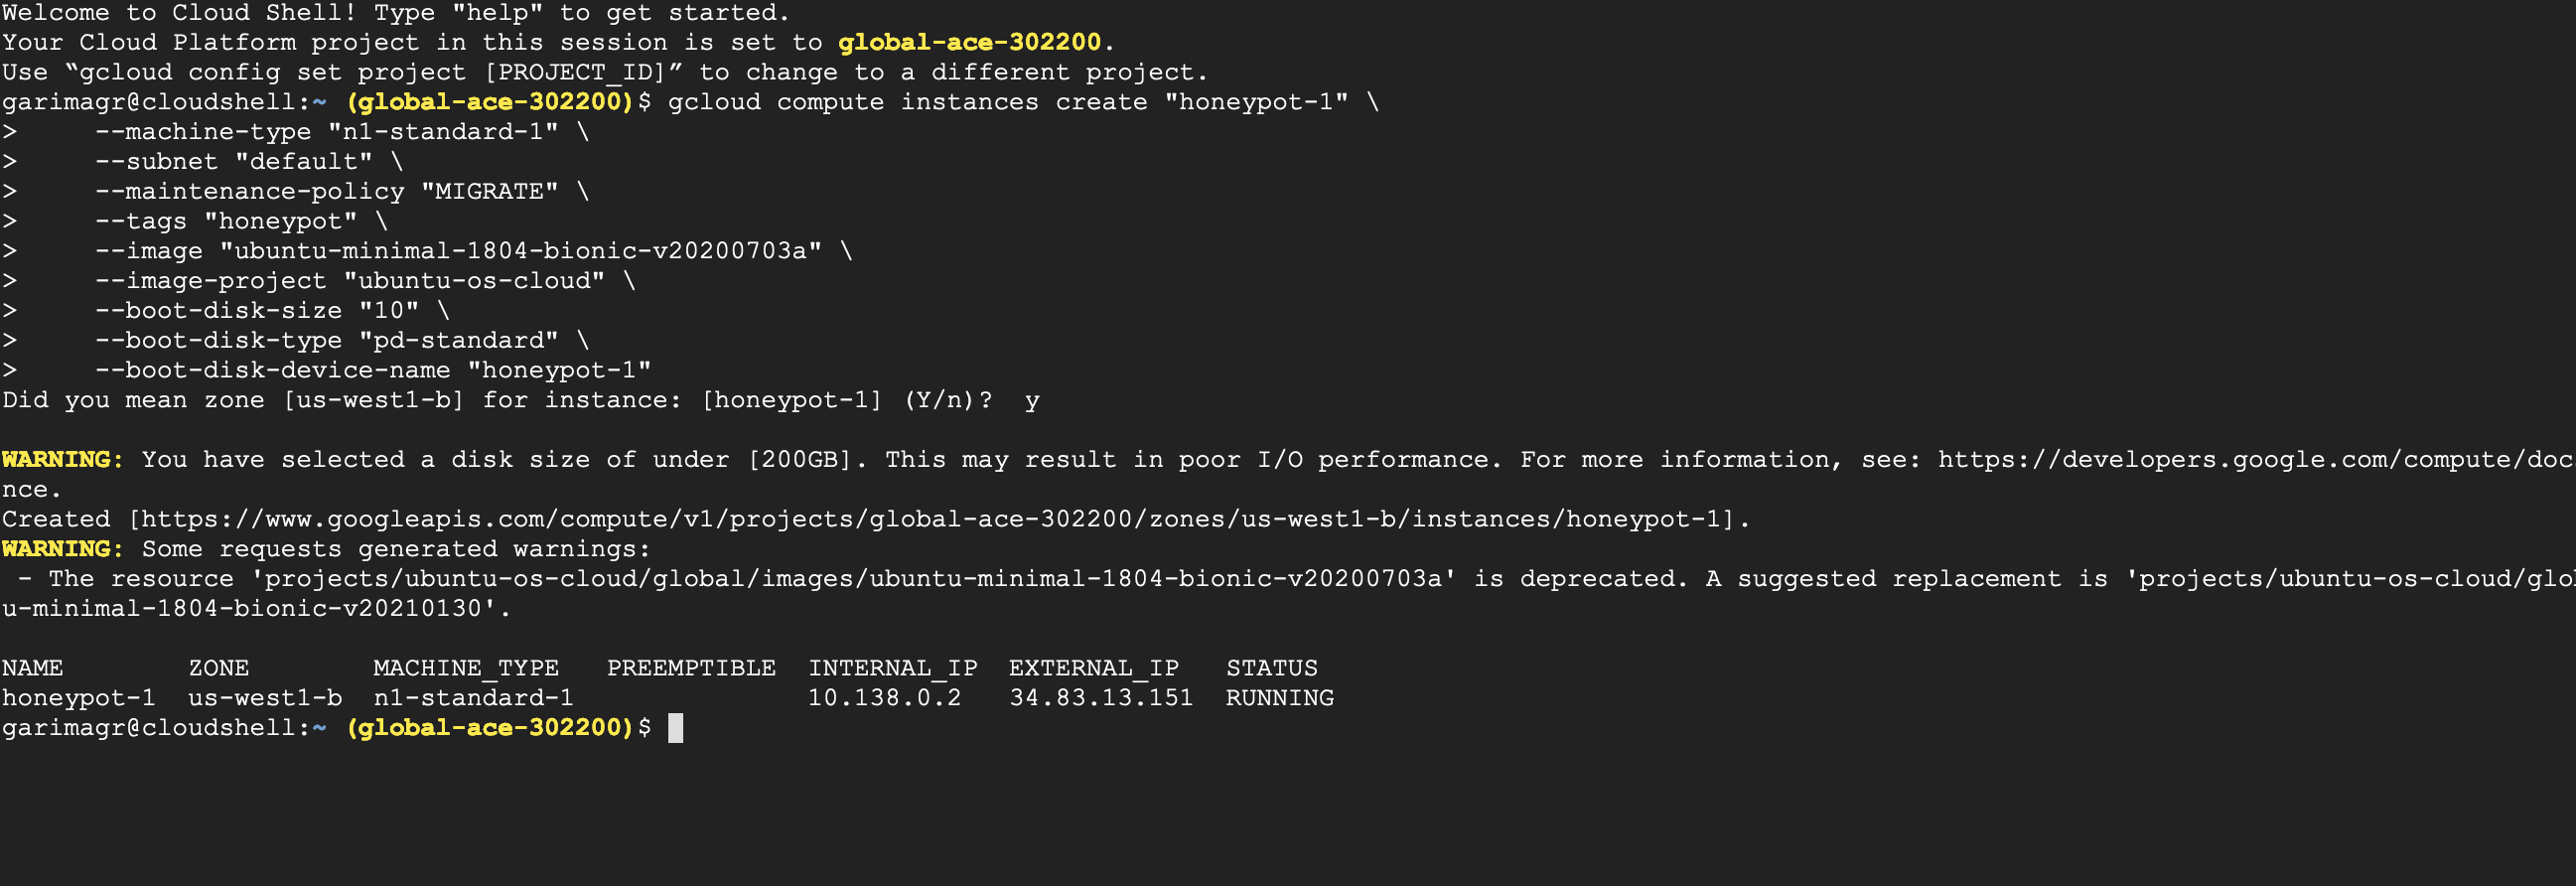 Welcome to Cloud Shell! Type "help" to get started.
Your Cloud Platform project in this session is set to global-ace-302200.
Use “gcloud config set project [PROJECT_ID]” to change to a different project.
garimagr@cloudshell:~ (global-ace-302200)$ gcloud compute instances create "honeypot-1" \
>     --machine-type "n1-standard-1" \
>     --subnet "default" \
>     --maintenance-policy "MIGRATE" \
>     --tags "honeypot" \
>     --image "ubuntu-minimal-1804-bionic-v20200703a" \
>     --image-project "ubuntu-os-cloud" \
>     --boot-disk-size "10" \
>     --boot-disk-type "pd-standard" \
>     --boot-disk-device-name "honeypot-1"
Did you mean zone [us-west1-b] for instance: [honeypot-1] (Y/n)?  y
WARNING: You have selected a disk size of under [200GB]. This may result in poor I/O performance. For more information, see: https://developers.google.com/compute/doc
nce.
Created [https://www.googleapis.com/compute/v1/projects/global-ace-302200/zones/us-west1-b/instances/honeypot-1].
WARNING: Some requests generated warnings:
 - The resource 'projects/ubuntu-os-cloud/global/images/ubuntu-minimal-1804-bionic-v20200703a' is deprecated. A suggested replacement is 'projects/ubuntu-os-cloud/glo
u-minimal-1804-bionic-v20210130'.
NAME        ZONE        MACHINE_TYPE   PREEMPTIBLE  INTERNAL_IP  EXTERNAL_IP   STATUS
honeypot-1  us-west1-b  n1-standard-1               10.138.0.2   34.83.13.151  RUNNING
garimagr@cloudshell:~ (global-ace-302200)$